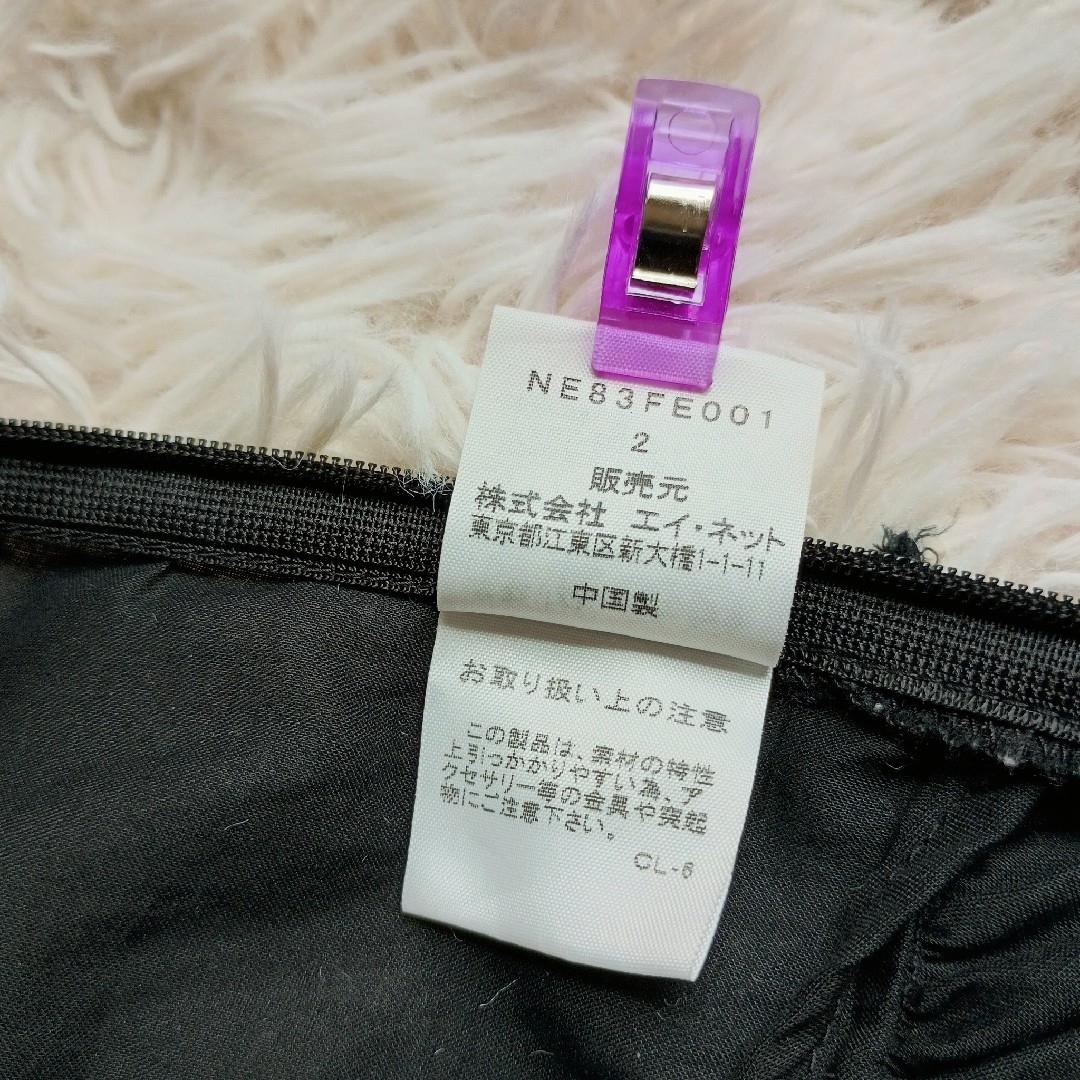 NE83FE001
2
販売元
株式会社 エイ・ネット
東京都江東区新大橋1-1-11
中国製
お取り扱い上の注意
この製品は、素材の特性
上引っかかりやすい為、ア
クセサリー等の金具や突起
物にご注意下さい。
CL-6